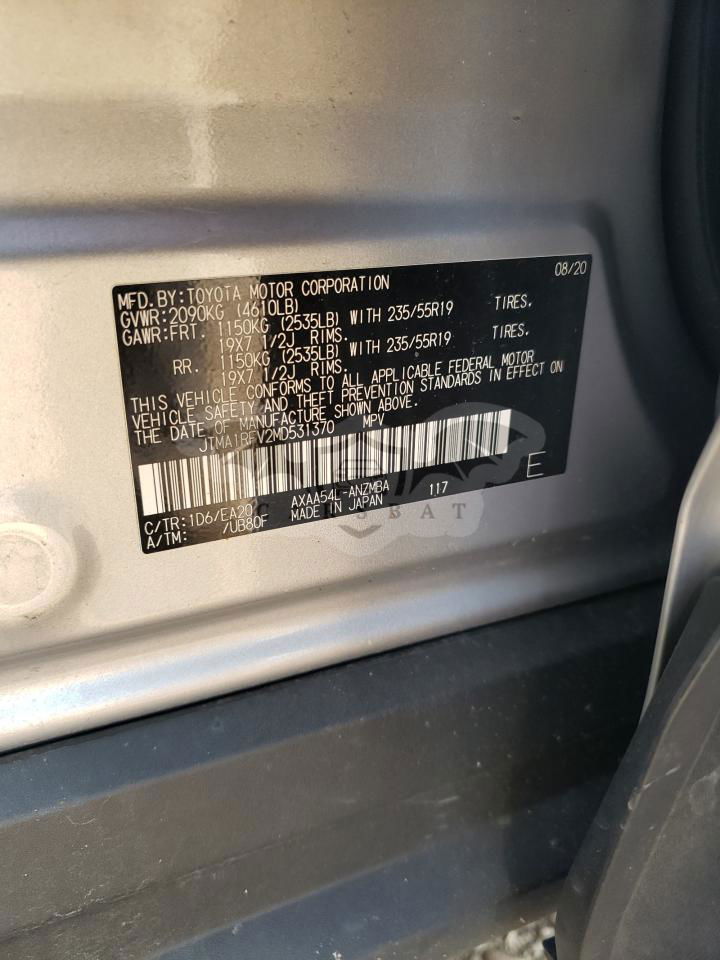 08/20
MFD.BY:TOYOTA MOTOR CORPORATION
GVWR:2090KG (4610LB)
GAWR:FRT. 1150KG (2535LB) WITH 235/55R19 TIRES.
19X7 1/2J RIMS.
RR. 1150KG (2535LB) WITH 235/55R19 TIRES.
19X7 1/2J RIMS.
THIS VEHICLE CONFORMS TO ALL APPLICABLE FEDERAL MOTOR
VEHICLE SAFETY AND THEFT PREVENTION STANDARDS IN EFFECT ON
THE DATE OF MANUFACTURE SHOWN ABOVE.
JTMA1RFV2MD531370 MPV
E
C/TR:1D6/EA20 AXAA54L-ANZMBA 117
A/TM: /UB80F MADE IN JAPAN